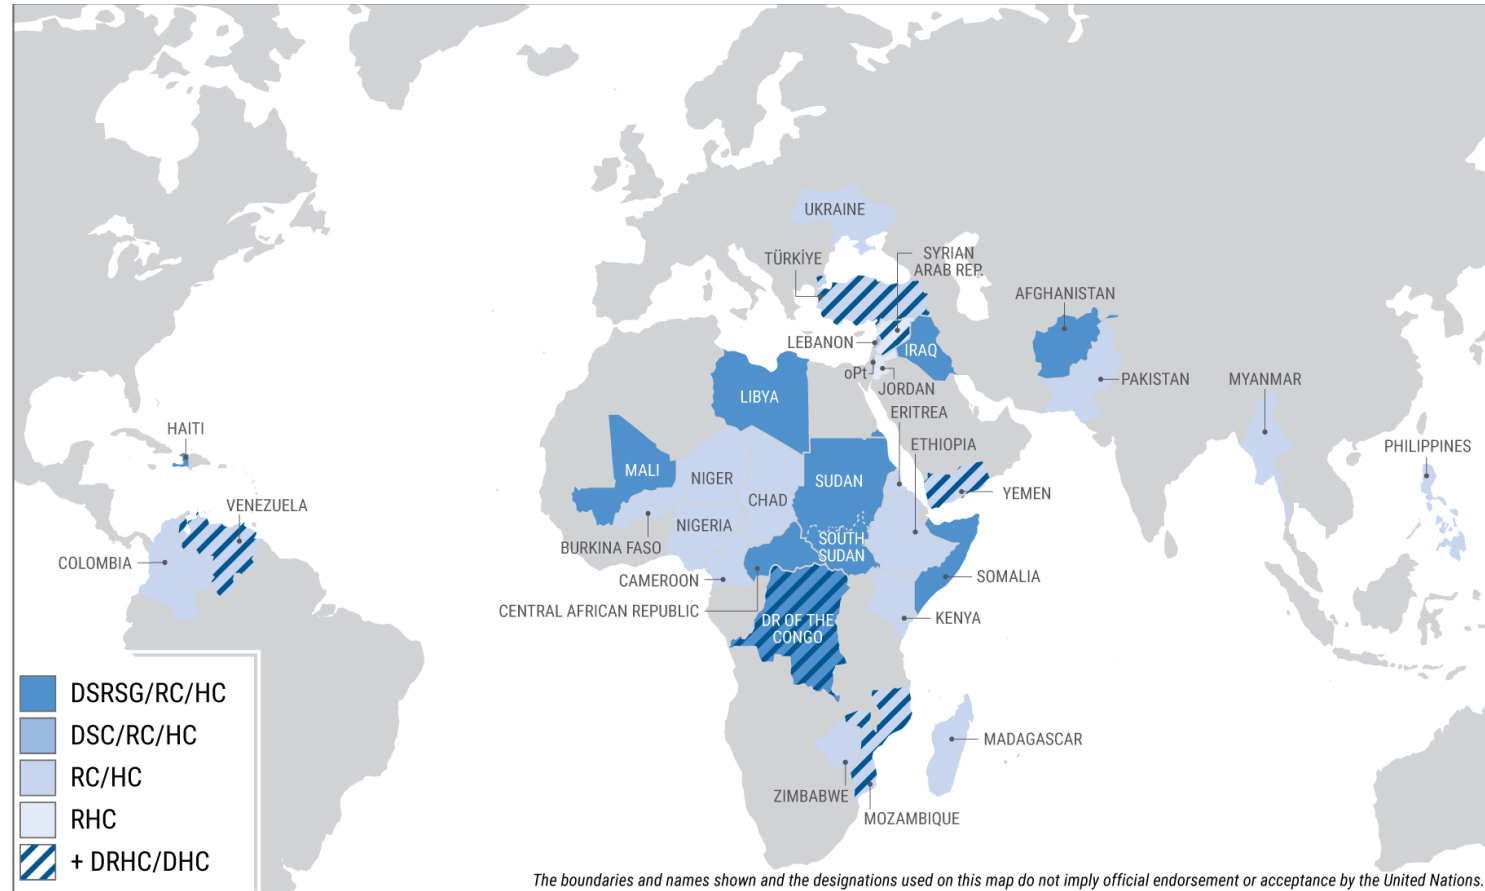 UKRAINE
TÜRKİYE
SYRIAN
ARAB REP.
AFGHANISTAN
LEBANON
IRAQ
oPt
JORDAN
PAKISTAN
MYANMAR
LIBYA
ERITREA
HAITI
ETHIOPIA
PHILIPPINES
MALI
NIGER
SUDAN
CHAD
YEMEN
VENEZUELA
NIGERIA
SOUTH
SUDAN
BURKINA FASO
COLOMBIA
CAMEROON
SOMALIA
CENTRAL AFRICAN REPUBLIC
KENYA
DR OF THE
CONGO
MADAGASCAR
ZIMBABWE
MOZAMBIQUE
DSRSG/RC/HC
DSC/RC/HC
RC/HC
RHC
+ DRHC/DHC
The boundaries and names shown and the designations used on this map do not imply official endorsement or acceptance by the United Nations.